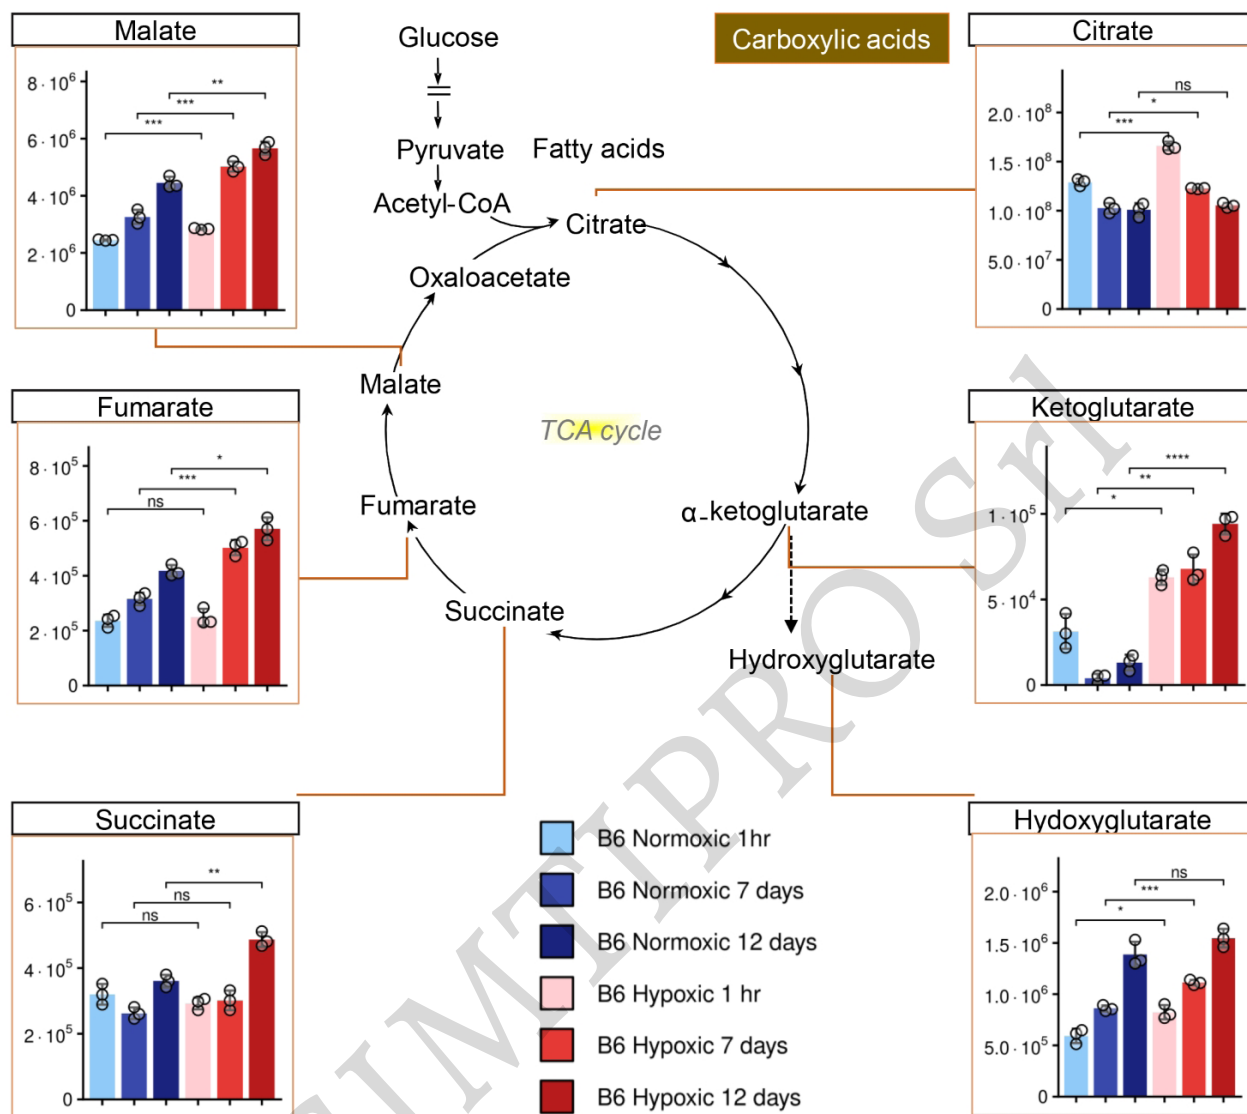 Malate
8·10⁶
6·10⁶
4·10⁶
2·10⁶
0
**
***
***
Glucose
Pyruvate
Fatty acids
Acetyl-CoA
Citrate
Oxaloacetate
Malate
TCA cycle
Fumarate
α-ketoglutarate
Succinate
Hydroxyglutarate
Carboxylic acids
Citrate
2.0·10⁸
1.5·10⁸
1.0·10⁸
5.0·10⁷
0
ns
*
***
Fumarate
8·10⁵
6·10⁵
4·10⁵
2·10⁵
0
*
***
ns
Ketoglutarate
1·10⁵
5·10⁴
0
****
**
*
Succinate
6·10⁵
4·10⁵
2·10⁵
0
**
ns
ns
B6 Normoxic 1hr
B6 Normoxic 7 days
B6 Normoxic 12 days
B6 Hypoxic 1 hr
B6 Hypoxic 7 days
B6 Hypoxic 12 days
Hydoxyglutarate
2.0·10⁶
1.5·10⁶
1.0·10⁶
5.0·10⁵
0
ns
***
*
SIMTIPRO Srl